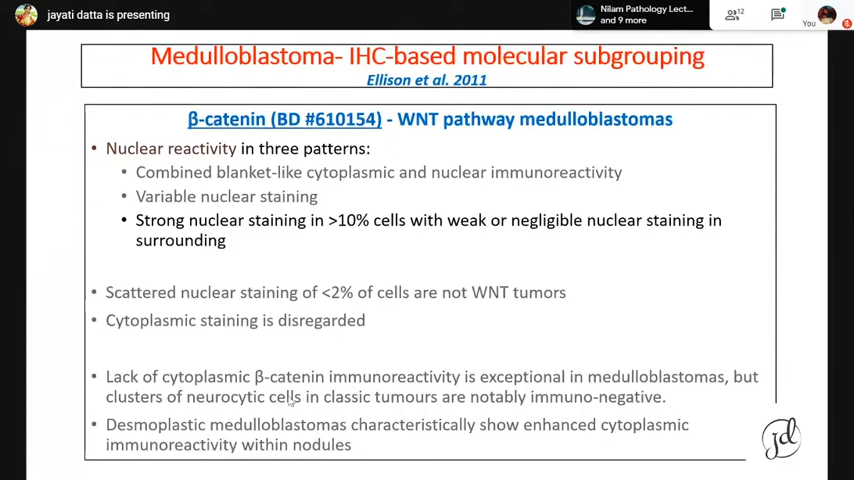 jayati datta is presenting
Nilam Pathology Lect...
and 9 more
12
You
Medulloblastoma- IHC-based molecular subgrouping
Ellison et al. 2011
β-catenin (BD #610154) - WNT pathway medulloblastomas
• Nuclear reactivity in three patterns:
• Combined blanket-like cytoplasmic and nuclear immunoreactivity
• Variable nuclear staining
• Strong nuclear staining in >10% cells with weak or negligible nuclear staining in
surrounding
• Scattered nuclear staining of <2% of cells are not WNT tumors
• Cytoplasmic staining is disregarded
• Lack of cytoplasmic β-catenin immunoreactivity is exceptional in medulloblastomas, but
clusters of neurocytic cells in classic tumours are notably immuno-negative.
• Desmoplastic medulloblastomas characteristically show enhanced cytoplasmic
immunoreactivity within nodules
jd